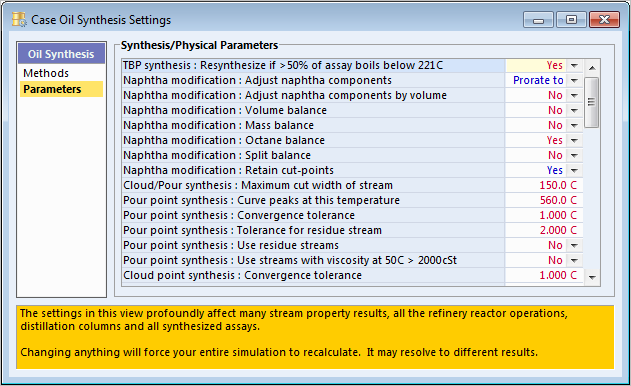 Case Oil Synthesis Settings
Oil Synthesis
Methods
Parameters
Synthesis/Physical Parameters
TBP synthesis : Resynthesize if >50% of assay boils below 221C Yes
Naphtha modification : Adjust naphtha components Prorate to
Naphtha modification : Adjust naphtha components by volume No
Naphtha modification : Volume balance No
Naphtha modification : Mass balance No
Naphtha modification : Octane balance Yes
Naphtha modification : Split balance No
Naphtha modification : Retain cut-points Yes
Cloud/Pour synthesis : Maximum cut width of stream 150.0 C
Pour point synthesis : Curve peaks at this temperature 560.0 C
Pour point synthesis : Convergence tolerance 1.000 C
Pour point synthesis : Tolerance for residue stream 2.000 C
Pour point synthesis : Use residue streams No
Pour point synthesis : Use streams with viscosity at 50C > 2000cSt No
Cloud point synthesis : Convergence tolerance 1.000 C
The settings in this view profoundly affect many stream property results, all the refinery reactor operations,
distillation columns and all synthesized assays.
Changing anything will force your entire simulation to recalculate. It may resolve to different results.